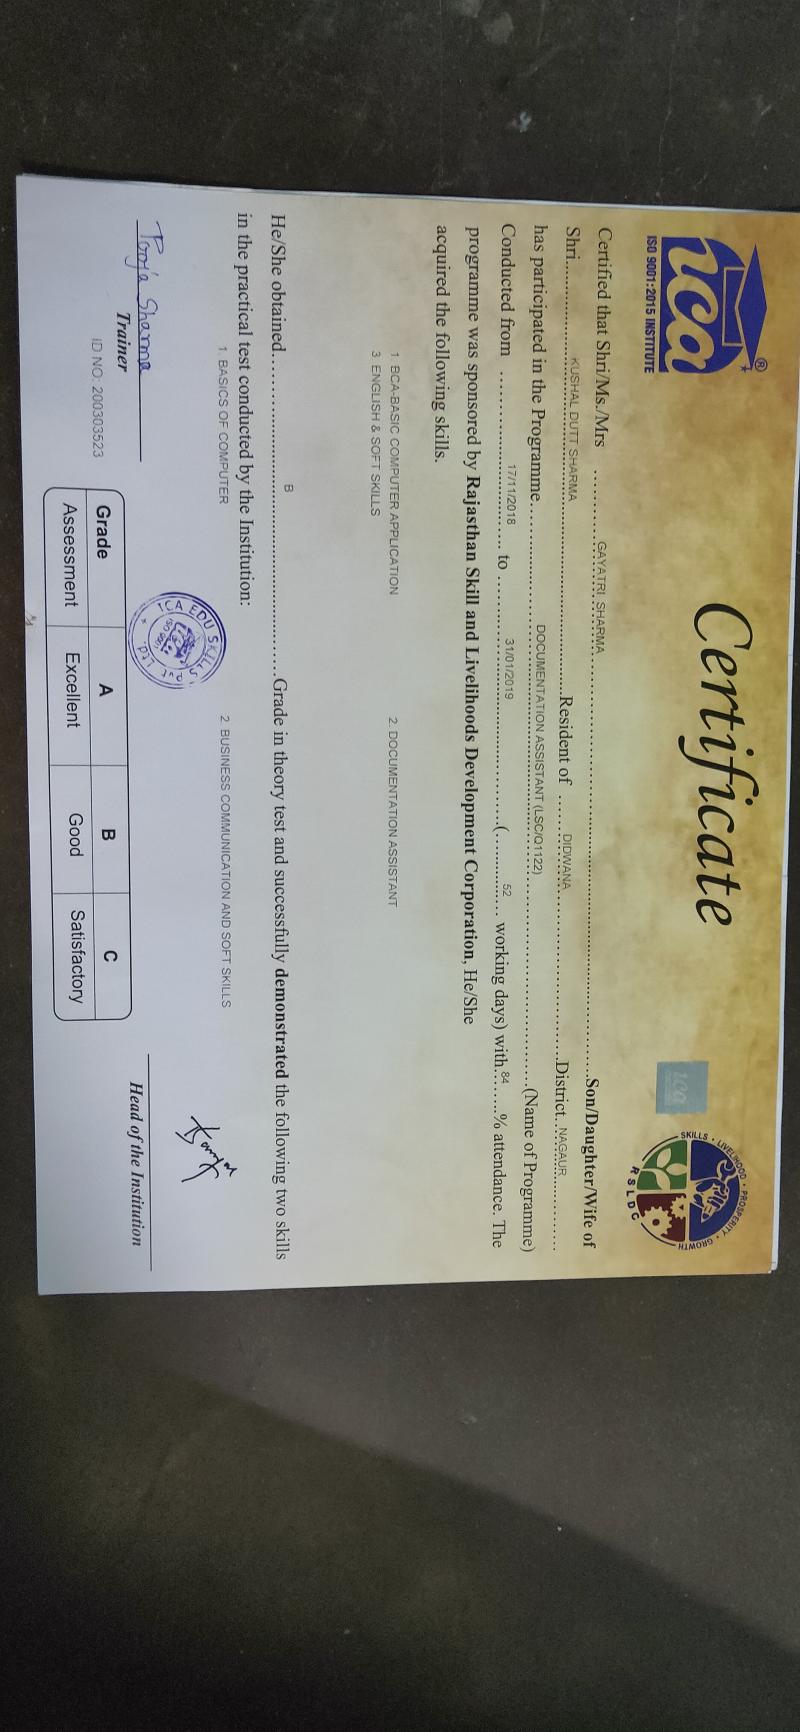 ica®
ISO 9001:2015 INSTITUTE
Certificate
ica
SKILLS • LIVELIHOOD • PROSPERITY • GROWTH
RSLDC
Certified that Shri/Ms./Mrs ..........GAYATRI SHARMA..........Son/Daughter/Wife of
Shri..........KUSHAL DUTT SHARMA..........Resident of ..........DIDWANA..........District..........NAGAUR..........
has participated in the Programme..........DOCUMENTATION ASSISTANT (LSC/Q1122)..........(Name of Programme)
Conducted from ..........17/11/2018.......... to ..........31/01/2019..........(..........52.......... working days) with..84......% attendance. The
programme was sponsored by Rajasthan Skill and Livelihoods Development Corporation, He/She
acquired the following skills.
1 BCA-BASIC COMPUTER APPLICATION 2. DOCUMENTATION ASSISTANT
3 ENGLISH & SOFT SKILLS
He/She obtained..........B..........Grade in theory test and successfully demonstrated the following two skills
in the practical test conducted by the Institution:
1. BASICS OF COMPUTER 2 BUSINESS COMMUNICATION AND SOFT SKILLS
ICA EDU SKILLS Pvt. Ltd.
Pooja Sharma
Trainer
ID NO: 200303523
Head of the Institution
Grade A B C
Assessment Excellent Good Satisfactory